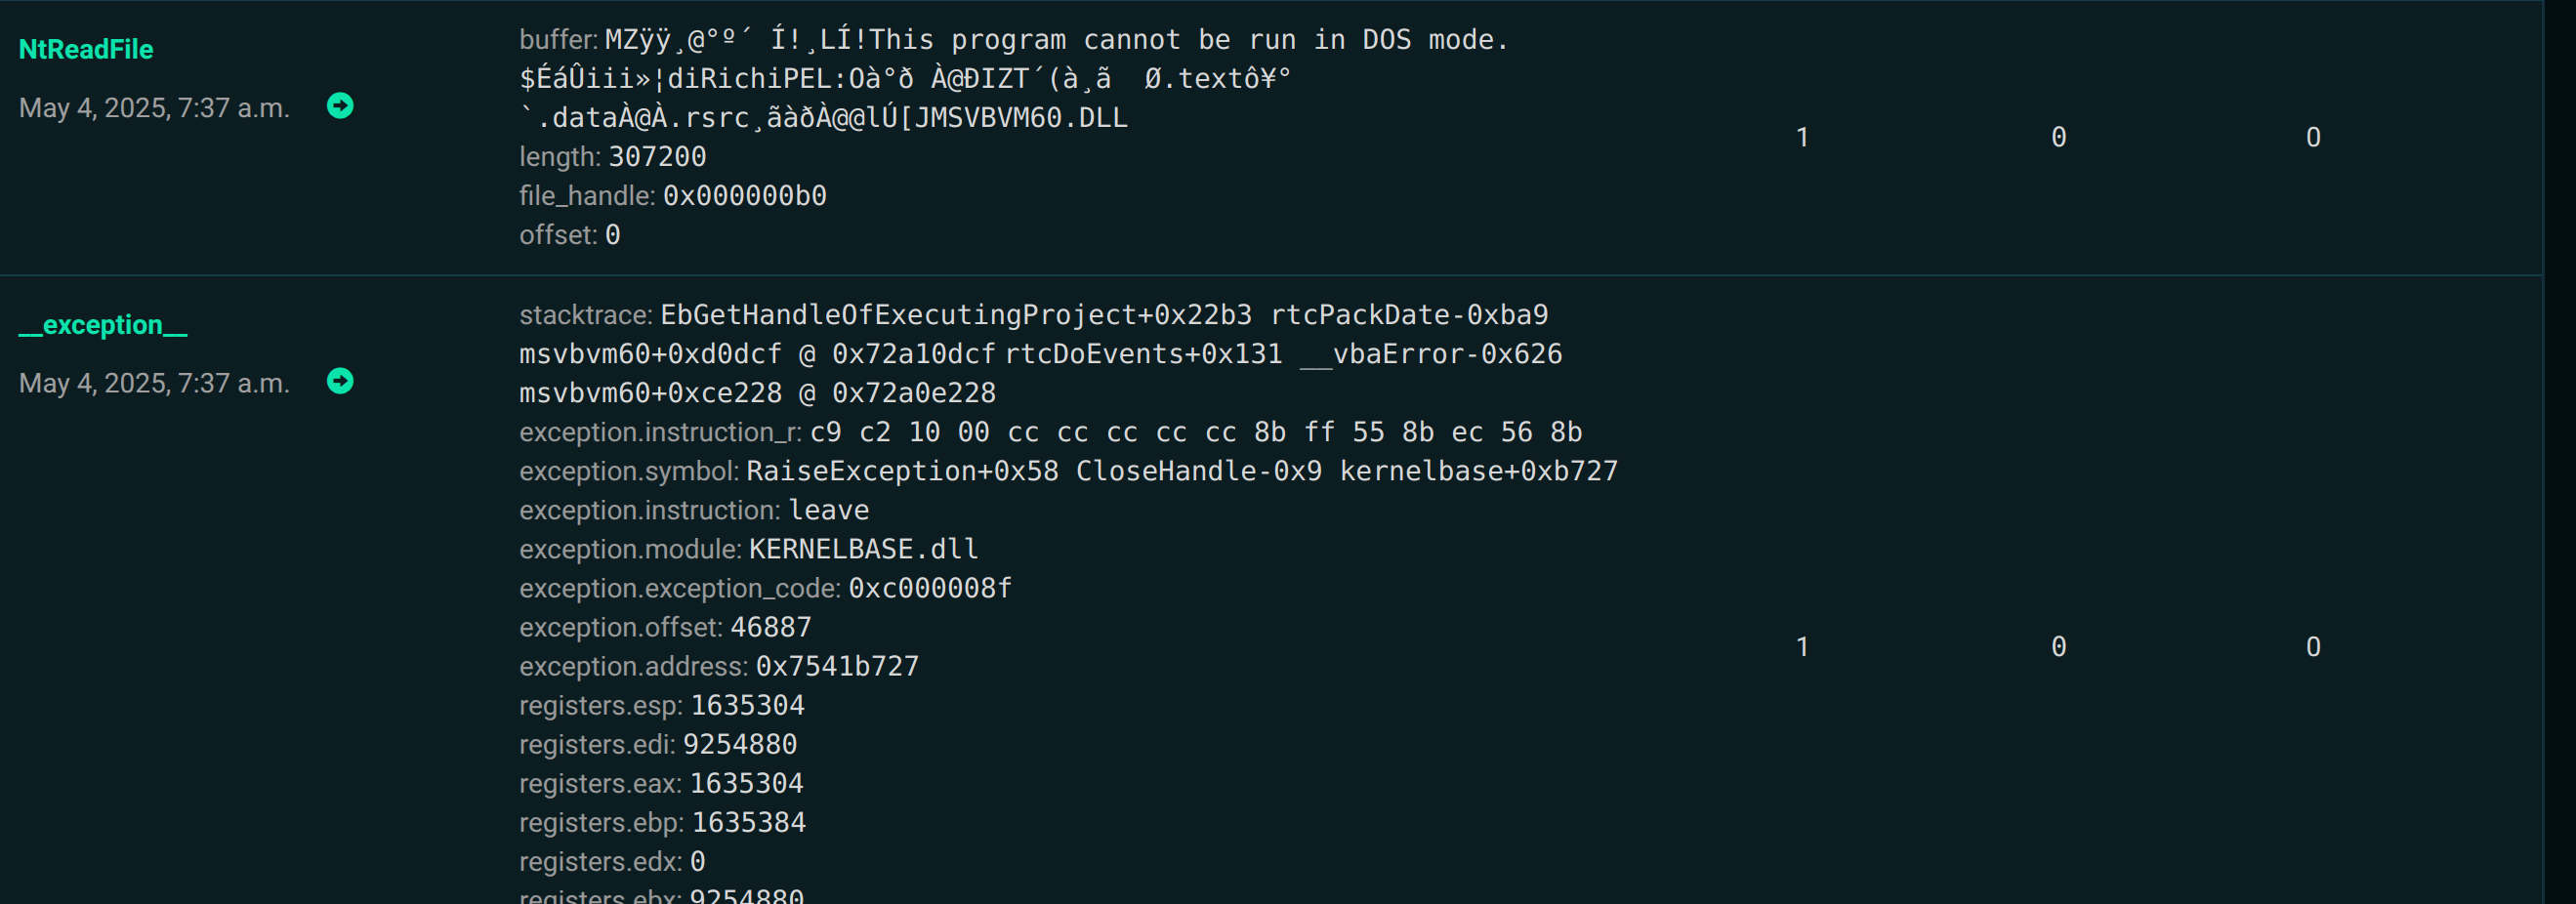 NtReadFile
May 4, 2025, 7:37 a.m.
buffer: MZÿÿ¸@°º´ Í!¸LÍ!This program cannot be run in DOS mode.
$ÉáÛiii»¦diRichiPEL:Oà°ð À@ÐIZT´(à¸ã  Ø.textô¥°
`.dataÀ@À.rsrc¸ãàðÀ@@lÚ[JMSVBVM60.DLL
length: 307200
file_handle: 0x000000b0
offset: 0
1 0 0
__exception__
May 4, 2025, 7:37 a.m.
stacktrace: EbGetHandleOfExecutingProject+0x22b3 rtcPackDate-0xba9
msvbvm60+0xd0dcf @ 0x72a10dcf rtcDoEvents+0x131 __vbaError-0x626
msvbvm60+0xce228 @ 0x72a0e228
exception.instruction_r: c9 c2 10 00 cc cc cc cc cc 8b ff 55 8b ec 56 8b
exception.symbol: RaiseException+0x58 CloseHandle-0x9 kernelbase+0xb727
exception.instruction: leave
exception.module: KERNELBASE.dll
exception.exception_code: 0xc000008f
exception.offset: 46887
exception.address: 0x7541b727
registers.esp: 1635304
registers.edi: 9254880
registers.eax: 1635304
registers.ebp: 1635384
registers.edx: 0
registers.ebx: 9254880
1 0 0